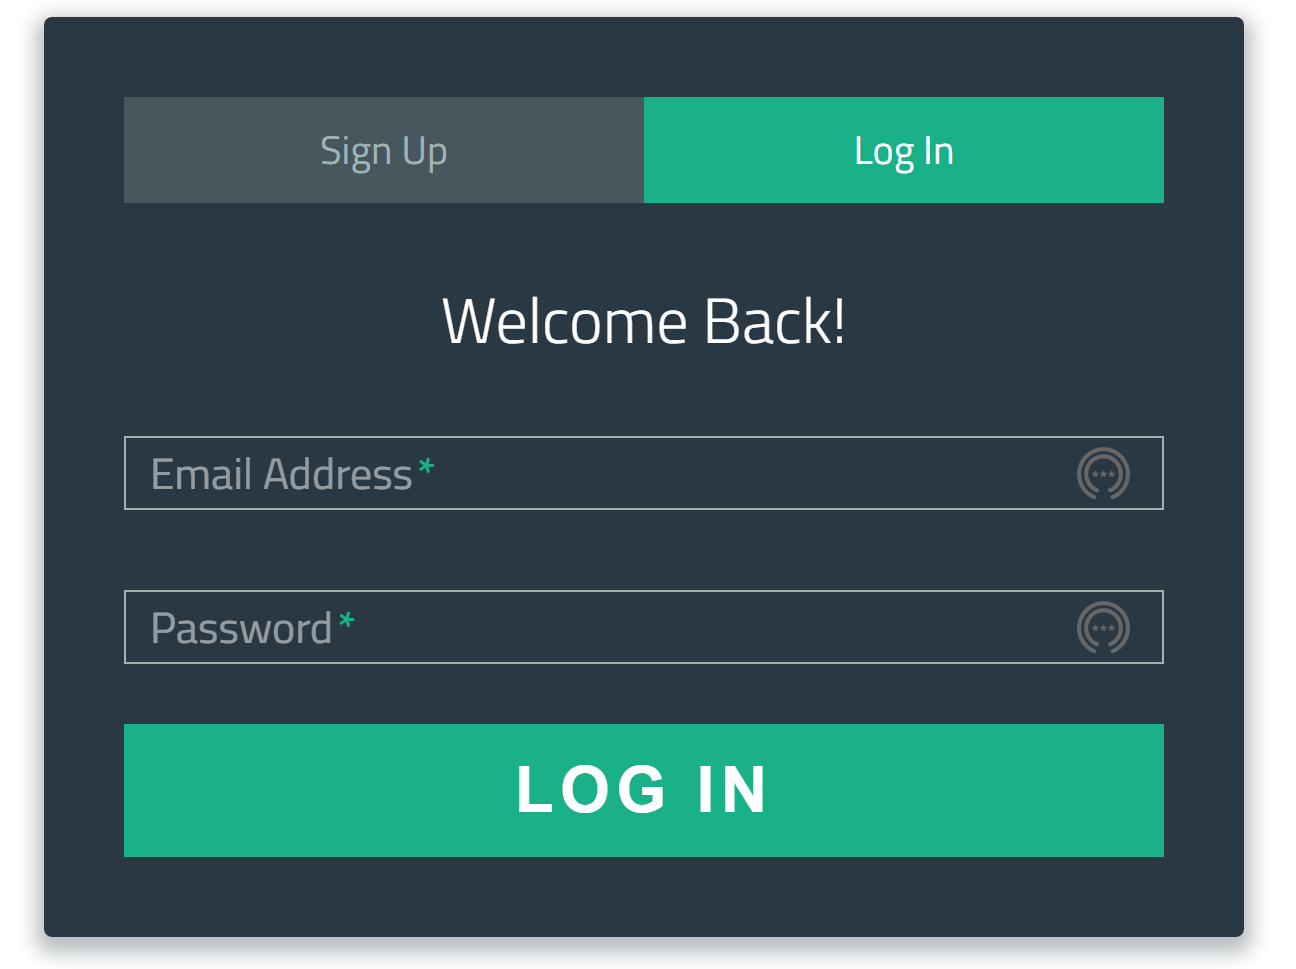 Sign Up
Log In
Welcome Back!
Email Address*
Password*
LOG IN